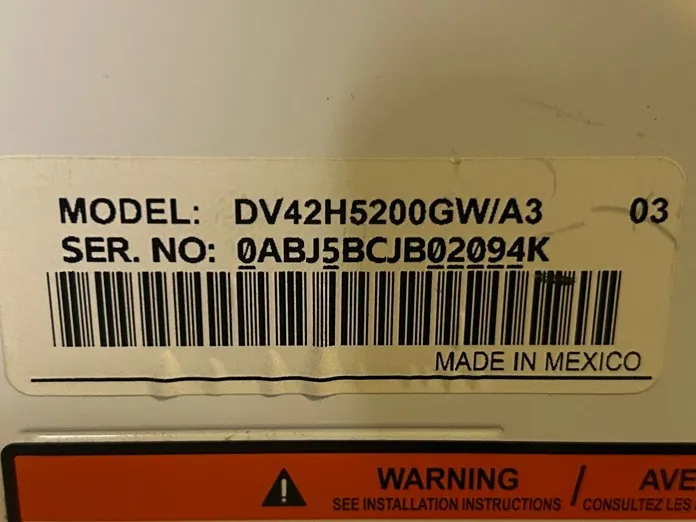 MODEL: DV42H5200GW/A3 03
SER. NO: 0ABJ5BCJB02094K
MADE IN MEXICO
WARNING / AVE
SEE INSTALLATION INSTRUCTIONS CONSULTEZ LES